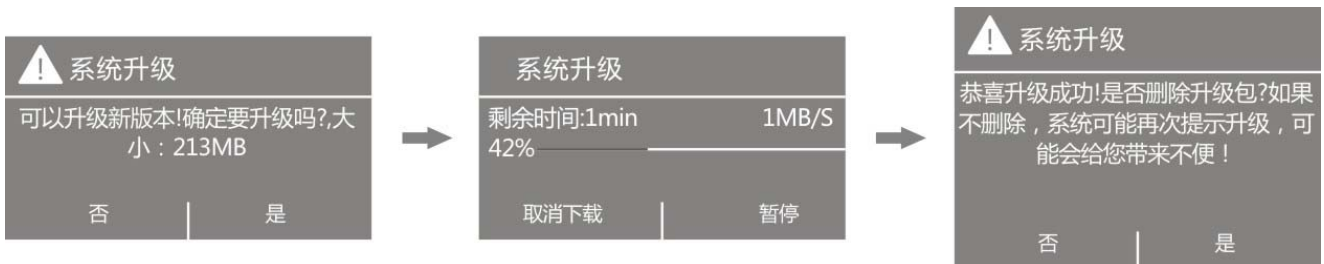 系统升级
可以升级新版本!确定要升级吗?,大
小：213MB
否 是
系统升级
剩余时间:1min 1MB/S
42%
取消下载 暂停
系统升级
恭喜升级成功!是否删除升级包?如果
不删除，系统可能再次提示升级，可
能会给您带来不便！
否 是